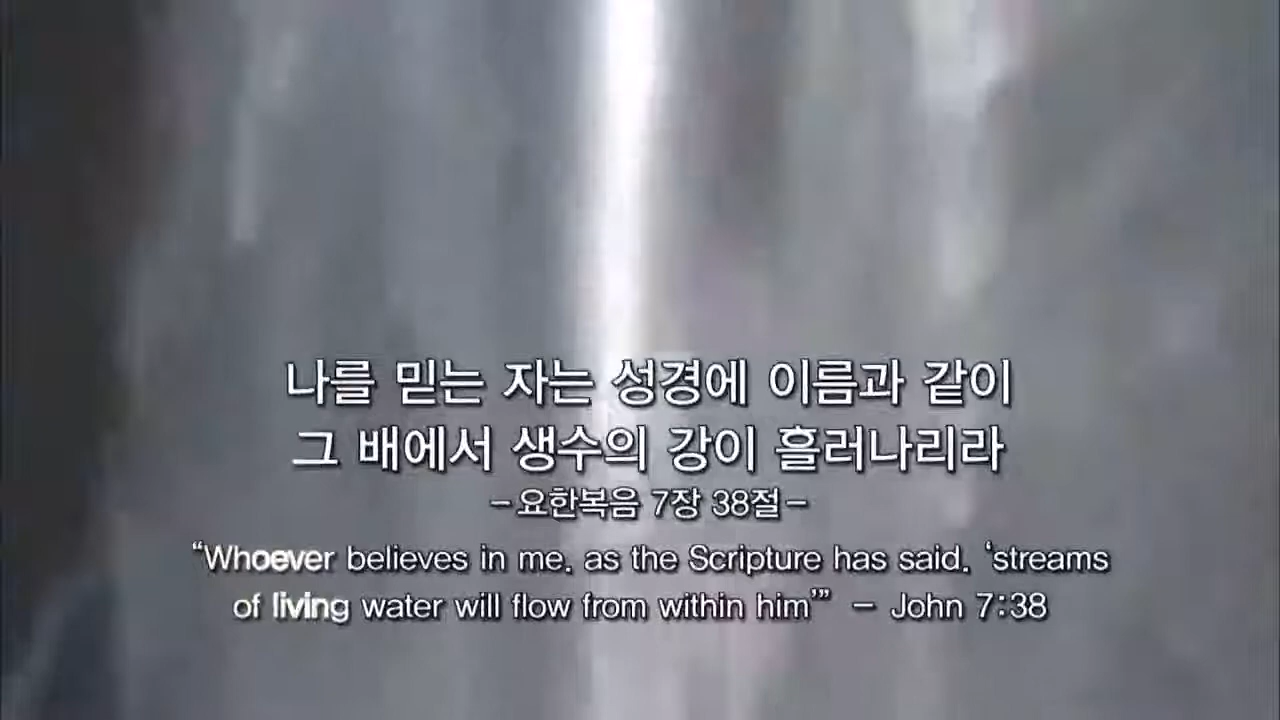 나를 믿는 자는 성경에 이름과 같이
그 배에서 생수의 강이 흘러나리라
-요한복음 7장 38절-
“Whoever believes in me, as the Scripture has said, ‘streams
of living water will flow from within him’” - John 7:38